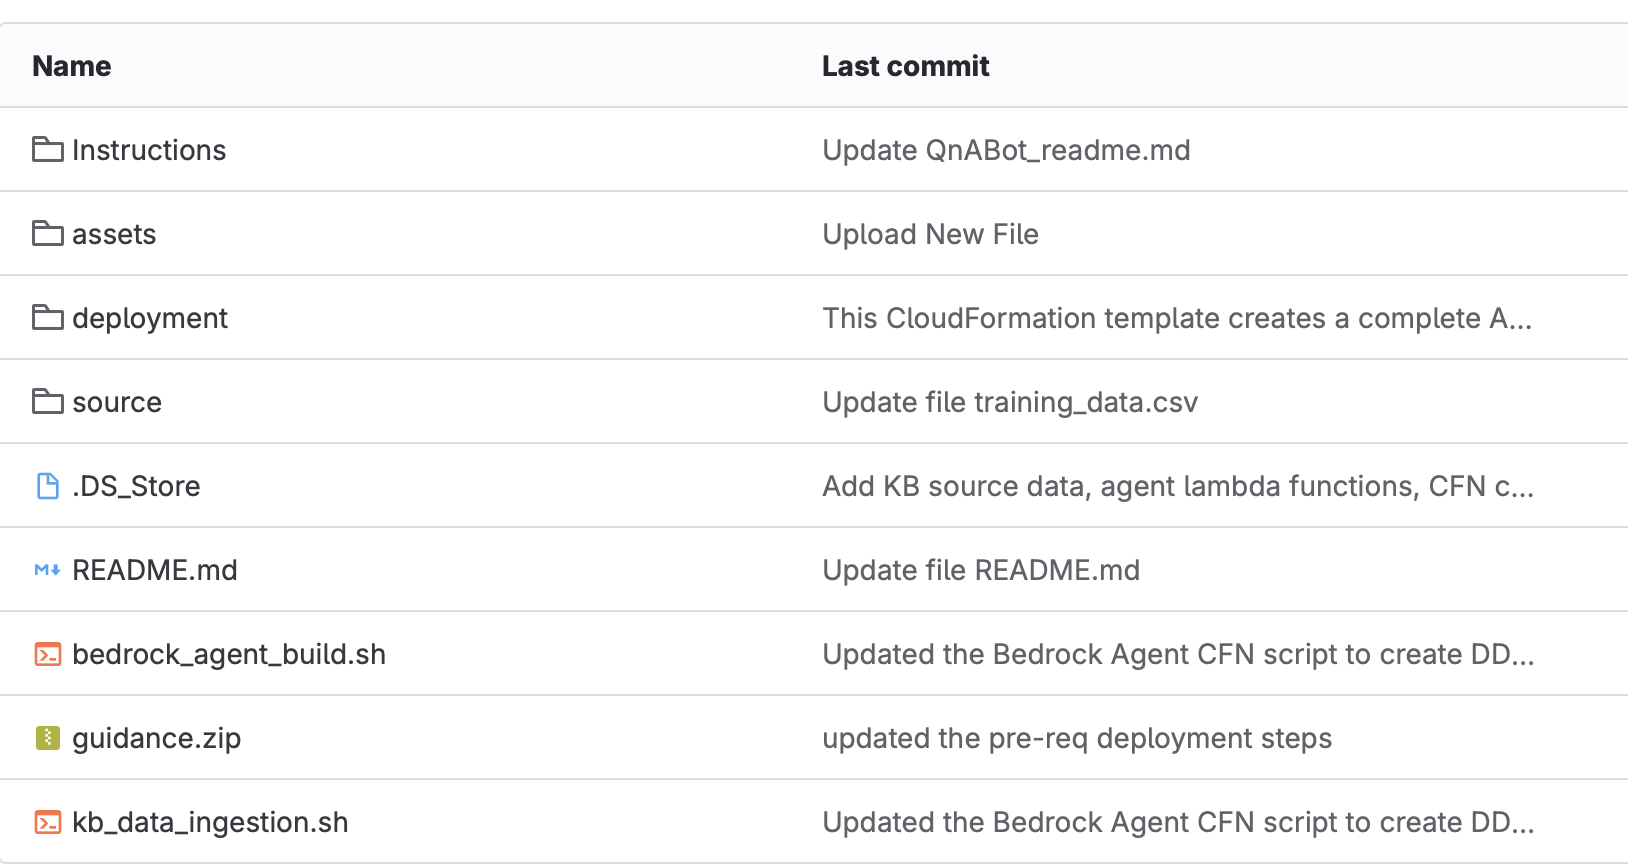 Name Last commit
Instructions Update QnABot_readme.md
assets Upload New File
deployment This CloudFormation template creates a complete A...
source Update file training_data.csv
.DS_Store Add KB source data, agent lambda functions, CFN c...
README.md Update file README.md
bedrock_agent_build.sh Updated the Bedrock Agent CFN script to create DD...
guidance.zip updated the pre-req deployment steps
kb_data_ingestion.sh Updated the Bedrock Agent CFN script to create DD...